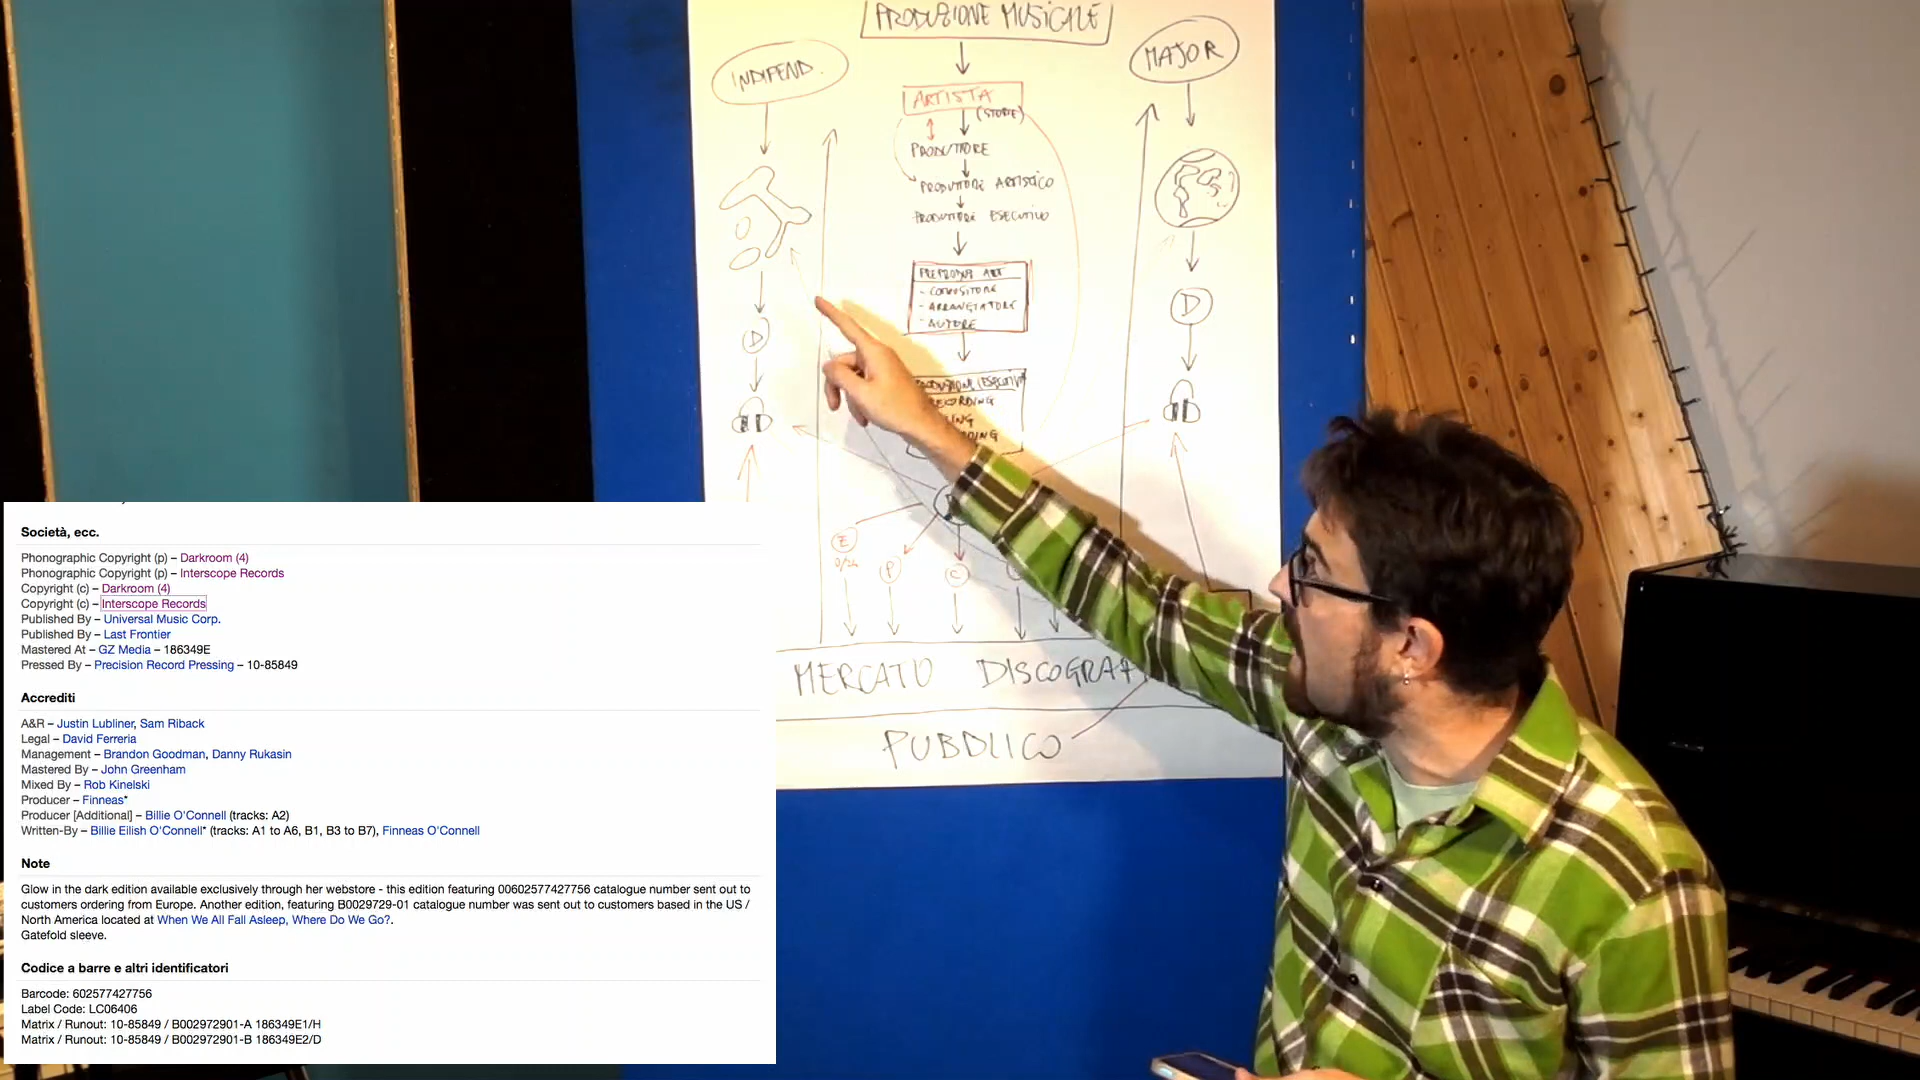 PRODUZIONE MUSICALE
INDIPEND.
MAJOR
ARTISTA
(STORIE)
PRODUTTORE
PRODUTTORE ARTISTICO
PRODUTTORE ESECUTIVO
PREPRODUZ ART
- COMPOSITORE
- ARRANGIATORE
- AUTORE
D
D
E
P
C
MERCATO DISCOGRAF
PUBBLICO
Società, ecc.
Phonographic Copyright (p) – Darkroom (4)
Phonographic Copyright (p) – Interscope Records
Copyright (c) – Darkroom (4)
Copyright (c) – Interscope Records
Published By – Universal Music Corp.
Published By – Last Frontier
Mastered At – GZ Media – 186349E
Pressed By – Precision Record Pressing – 10-85849
Accrediti
A&R – Justin Lubliner, Sam Riback
Legal – David Ferreria
Management – Brandon Goodman, Danny Rukasin
Mastered By – John Greenham
Mixed By – Rob Kinelski
Producer – Finneas*
Producer [Additional] – Billie O'Connell (tracks: A2)
Written-By – Billie Eilish O'Connell* (tracks: A1 to A6, B1, B3 to B7), Finneas O'Connell
Note
Glow in the dark edition available exclusively through her webstore - this edition featuring 00602577427756 catalogue number sent out to
customers ordering from Europe. Another edition, featuring B0029729-01 catalogue number was sent out to customers based in the US /
North America located at When We All Fall Asleep, Where Do We Go?.
Gatefold sleeve.
Codice a barre e altri identificatori
Barcode: 602577427756
Label Code: LC06406
Matrix / Runout: 10-85849 / B002972901-A 186349E1/H
Matrix / Runout: 10-85849 / B002972901-B 186349E2/D